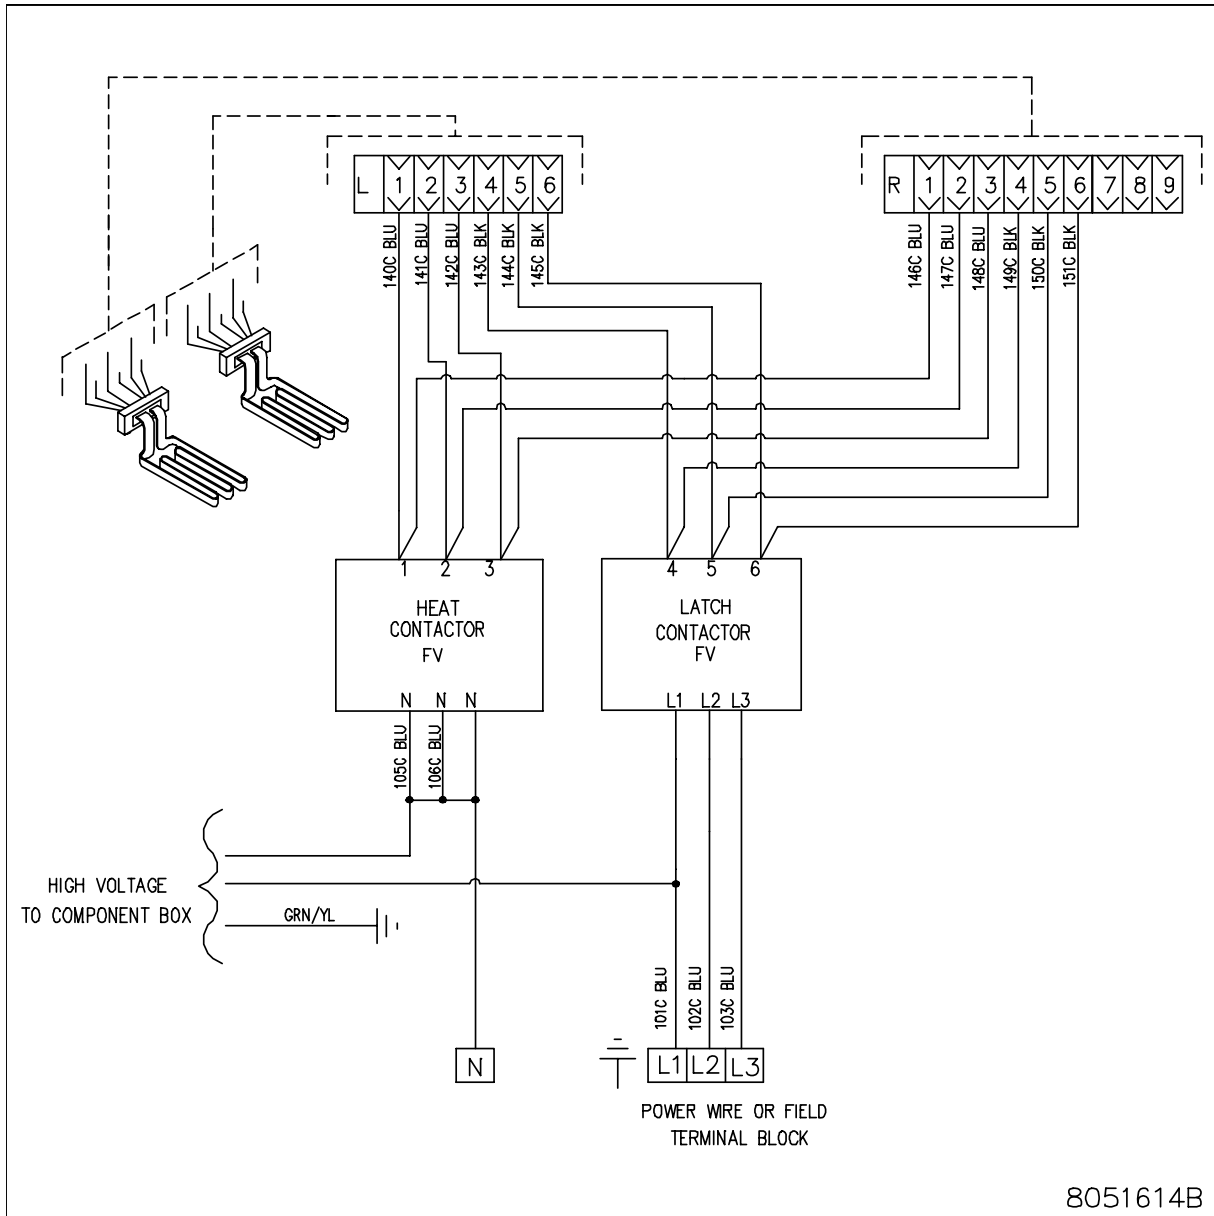 L 1 2 3 4 5 6
R 1 2 3 4 5 6 7 8 9
140C BLU
141C BLU
142C BLU
143C BLK
144C BLK
145C BLK
146C BLU
147C BLU
148C BLU
149C BLK
150C BLK
151C BLK
1 2 3
HEAT
CONTACTOR
FV
N N N
4 5 6
LATCH
CONTACTOR
FV
L1 L2 L3
105C BLU
106C BLU
HIGH VOLTAGE
TO COMPONENT BOX
GRN/YL
101C BLU
102C BLU
103C BLU
N
L1 L2 L3
POWER WIRE OR FIELD
TERMINAL BLOCK
8051614B